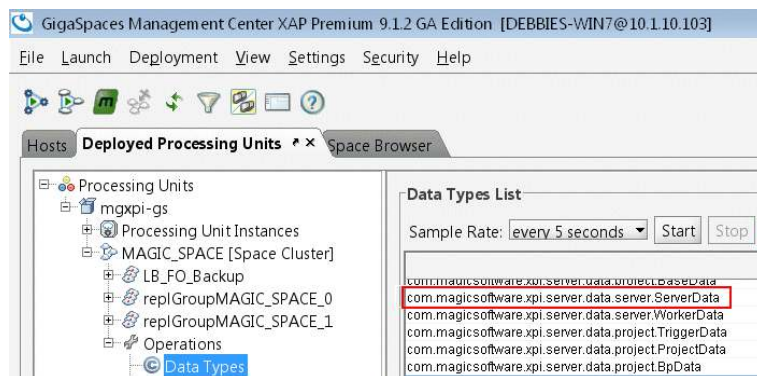 GigaSpaces Management Center XAP Premium 9.1.2 GA Edition [DEBBIES-WIN7@10.1.10.103]
File Launch Deployment View Settings Security Help
Hosts Deployed Processing Units Space Browser
Processing Units
mgxpi-gs
Processing Unit Instances
MAGIC_SPACE [Space Cluster]
LB_FO_Backup
replGroupMAGIC_SPACE_0
replGroupMAGIC_SPACE_1
Operations
Data Types
Data Types List
Sample Rate: every 5 seconds Start Stop
com.magicsoftware.xpi.server.data.project.BaseData
com.magicsoftware.xpi.server.data.server.ServerData
com.magicsoftware.xpi.server.data.server.WorkerData
com.magicsoftware.xpi.server.data.project.TriggerData
com.magicsoftware.xpi.server.data.project.ProjectData
com.magicsoftware.xpi.server.data.project.BpData